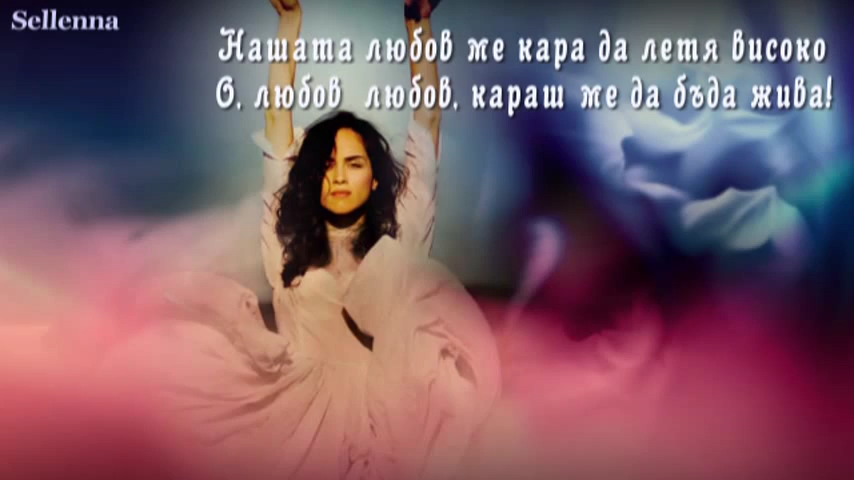 Sellenna
Нашата любов ме кара да летя високо
О, любов любов, караш ме да бъда жива!